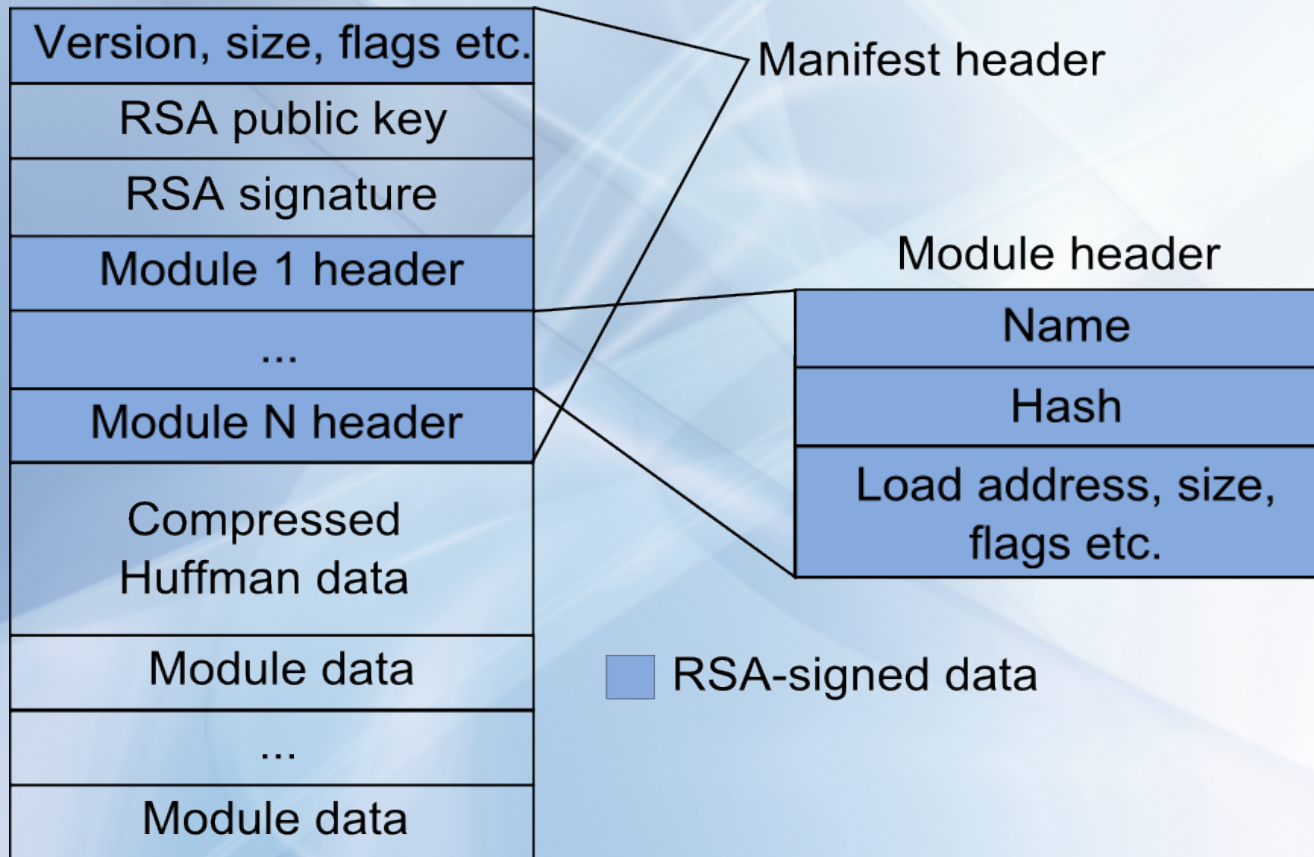 Version, size, flags etc.
RSA public key
RSA signature
Module 1 header
...
Module N header
Compressed
Huffman data
Module data
...
Module data
Manifest header
Module header
Name
Hash
Load address, size,
flags etc.
RSA-signed data